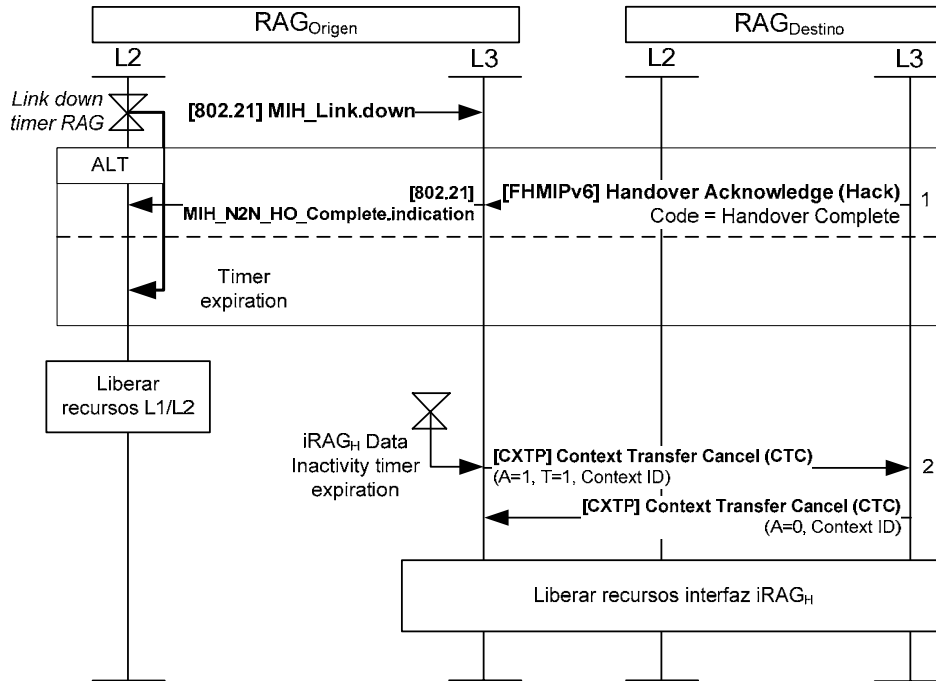 RAGOrigen
RAGDestino
L2
L3
L2
L3
Link down
timer RAG
[802.21] MIH_Link.down
ALT
[802.21]
MIH_N2N_HO_Complete.indication
[FHMIPv6] Handover Acknowledge (Hack)
Code = Handover Complete
1
Timer
expiration
Liberar
recursos L1/L2
iRAGH Data
Inactivity timer
expiration
[CXTP] Context Transfer Cancel (CTC)
(A=1, T=1, Context ID)
2
[CXTP] Context Transfer Cancel (CTC)
(A=0, Context ID)
Liberar recursos interfaz iRAGH